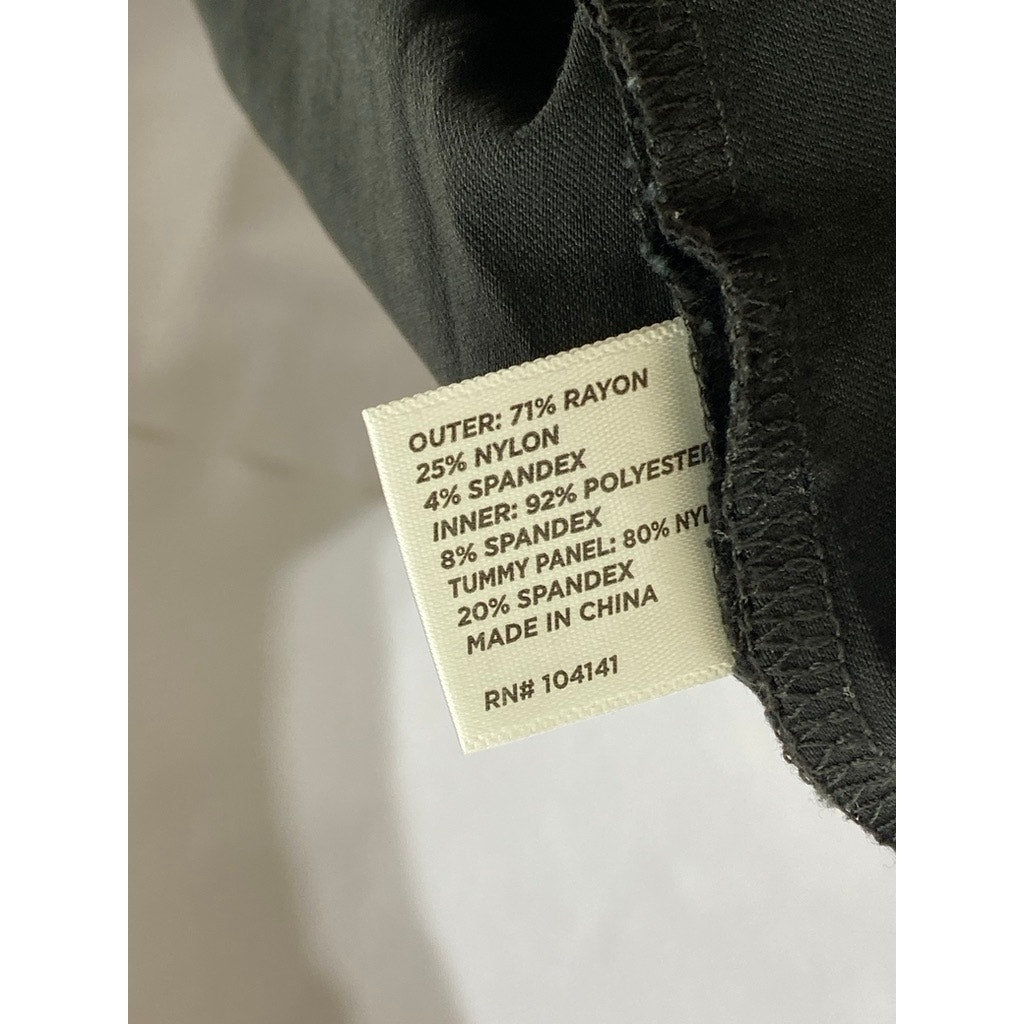 OUTER: 71% RAYON
25% NYLON
4% SPANDEX
INNER: 92% POLYESTER
8% SPANDEX
TUMMY PANEL: 80% NYL
20% SPANDEX
MADE IN CHINA
RN# 104141